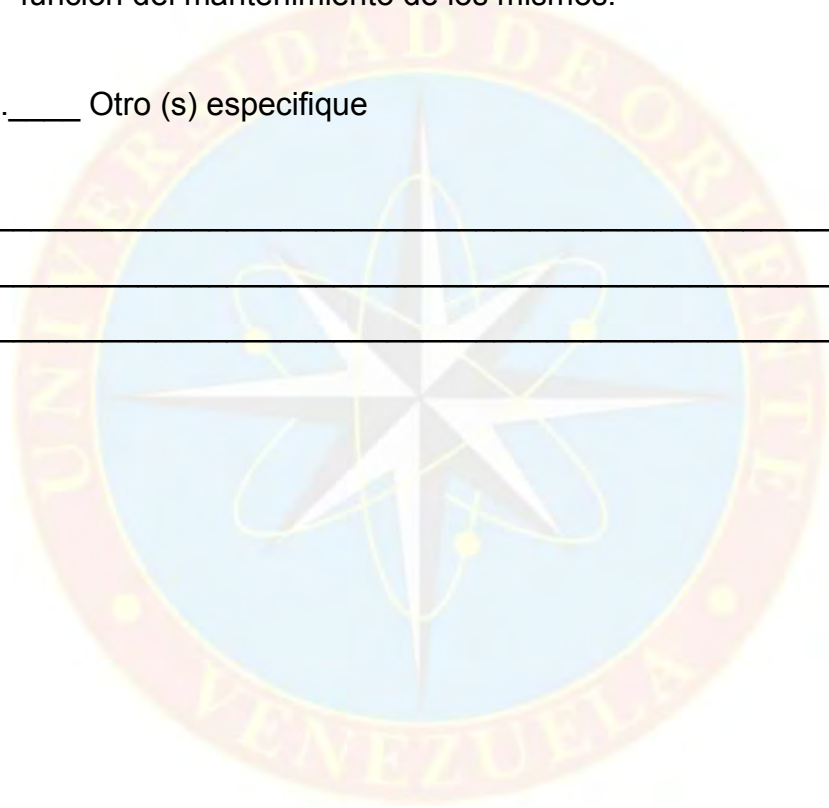 función del mantenimiento de los mismos.
.____ Otro (s) especifique
UNIVERSIDAD DE ORIENTE
VENEZUELA